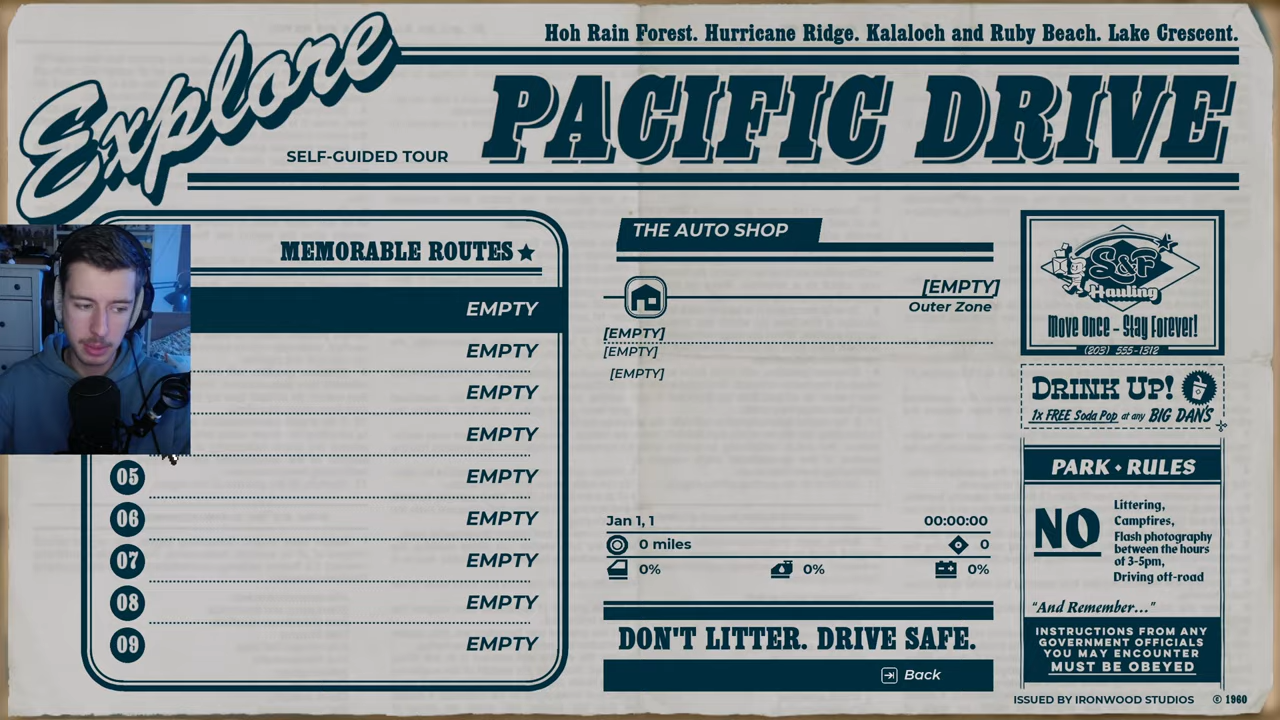 Hoh Rain Forest. Hurricane Ridge. Kalaloch and Ruby Beach. Lake Crescent.
Explore
PACIFIC DRIVE
SELF-GUIDED TOUR
MEMORABLE ROUTES
EMPTY
EMPTY
EMPTY
EMPTY
05 EMPTY
06 EMPTY
07 EMPTY
08 EMPTY
09 EMPTY
THE AUTO SHOP
[EMPTY]
Outer Zone
[EMPTY]
[EMPTY]
[EMPTY]
Jan 1, 1 00:00:00
0 miles 0
0% 0% 0%
DON'T LITTER. DRIVE SAFE.
Back
S&F
Hauling
Move Once - Stay Forever!
(203) 555-1312
DRINK UP!
1x FREE Soda Pop at any BIG DAN'S
PARK • RULES
NO
Littering,
Campfires,
Flash photography
between the hours
of 3-5pm,
Driving off-road
"And Remember..."
INSTRUCTIONS FROM ANY
GOVERNMENT OFFICIALS
YOU MAY ENCOUNTER
MUST BE OBEYED
ISSUED BY IRONWOOD STUDIOS © 1960